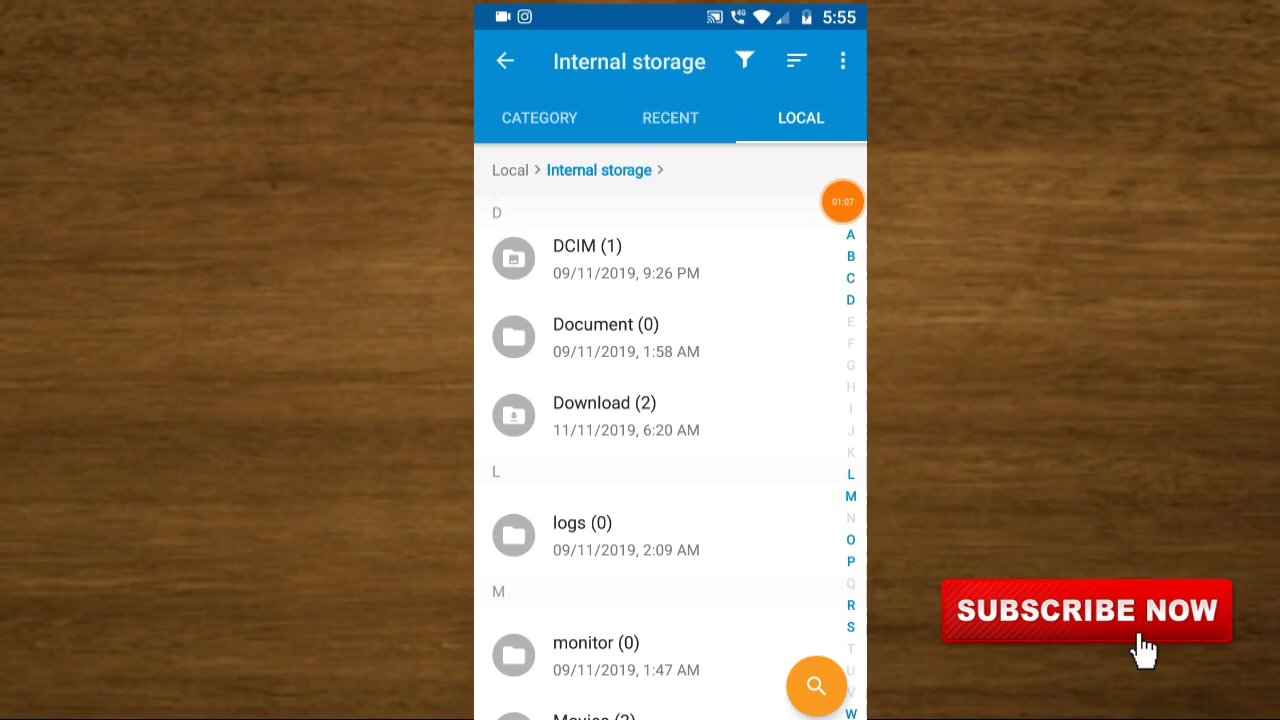 5:55
Internal storage
CATEGORY RECENT LOCAL
Local > Internal storage >
01:07
D
DCIM (1)
09/11/2019, 9:26 PM
Document (0)
09/11/2019, 1:58 AM
Download (2)
11/11/2019, 6:20 AM
L
logs (0)
09/11/2019, 2:09 AM
M
monitor (0)
09/11/2019, 1:47 AM
A
B
C
D
E
F
G
H
I
J
K
L
M
N
O
P
Q
R
S
T
U
V
W
SUBSCRIBE NOW